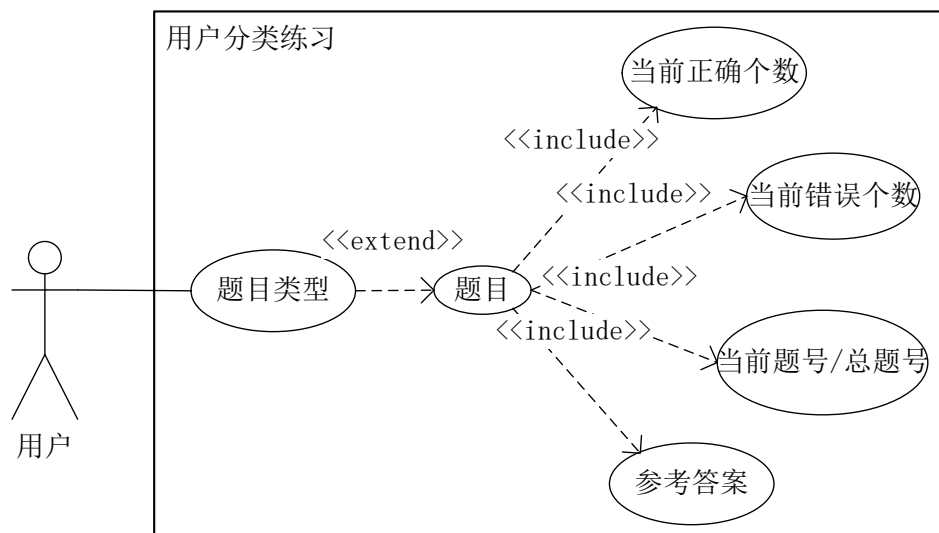 用户分类练习
当前正确个数
<<include>>
<<include>>
当前错误个数
<<extend>>
题目类型
题目
<<include>>
<<include>>
当前题号/总题号
用户
参考答案